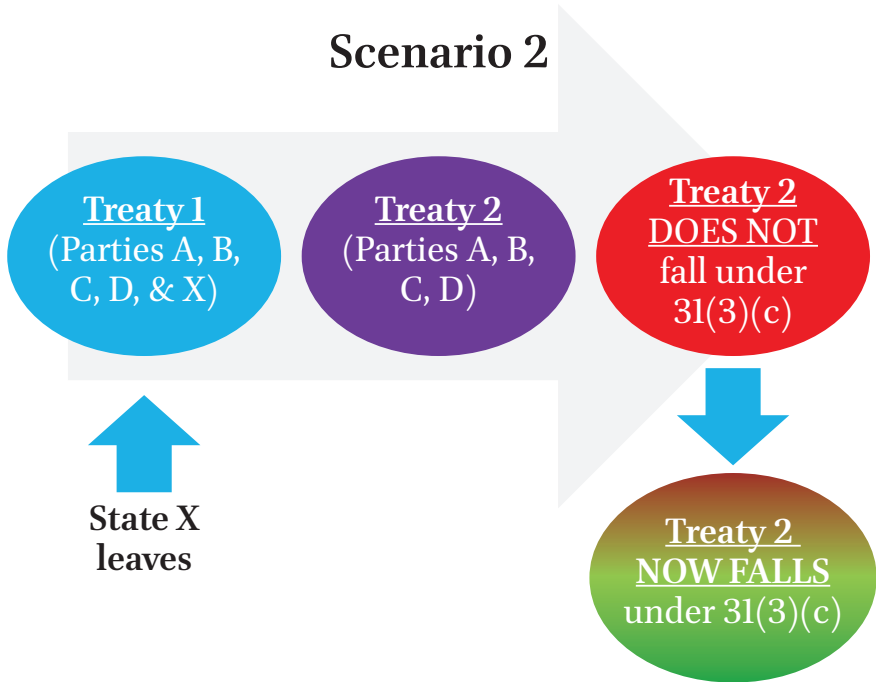 Scenario 2
Treaty 1
(Parties A, B,
C, D, & X)
Treaty 2
(Parties A, B,
C, D)
Treaty 2
DOES NOT
fall under
31(3)(c)
State X
leaves
Treaty 2
NOW FALLS
under 31(3)(c)